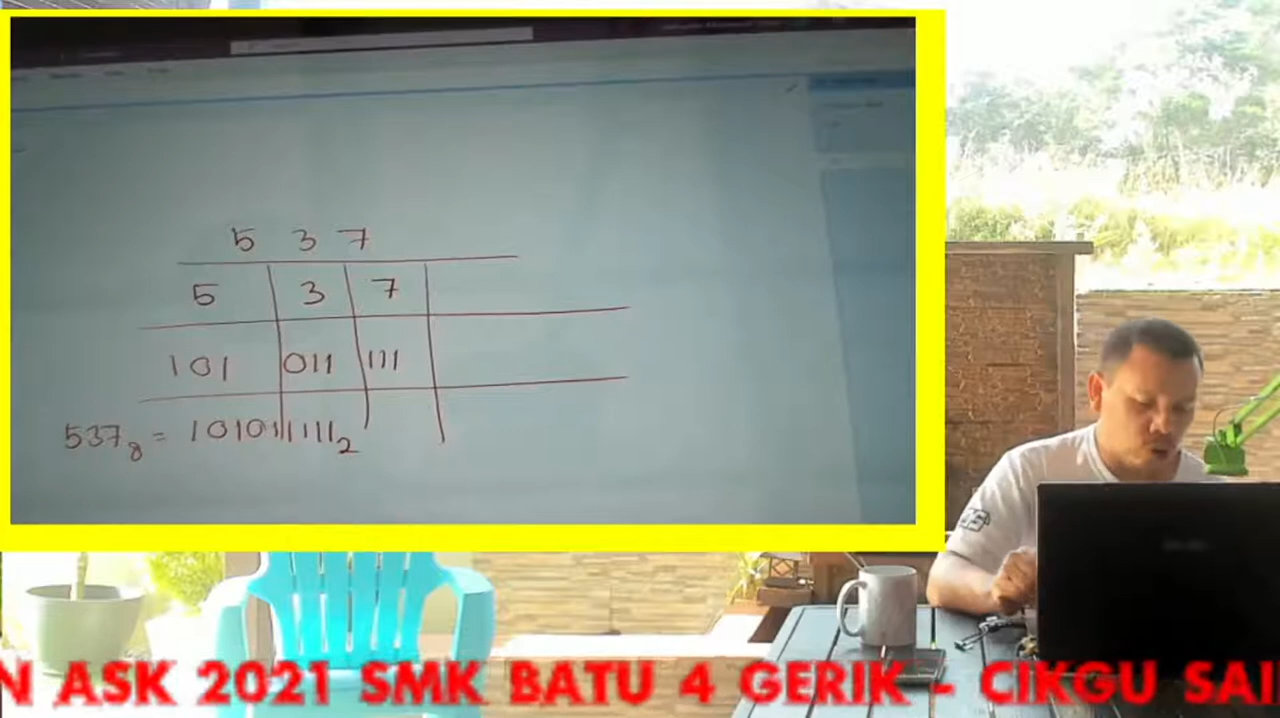 5 3 7
5 3 7
101 011 111
537₈ = 101011111₂
N ASK 2021 SMK BATU 4 GERIK - CIKGU SAI